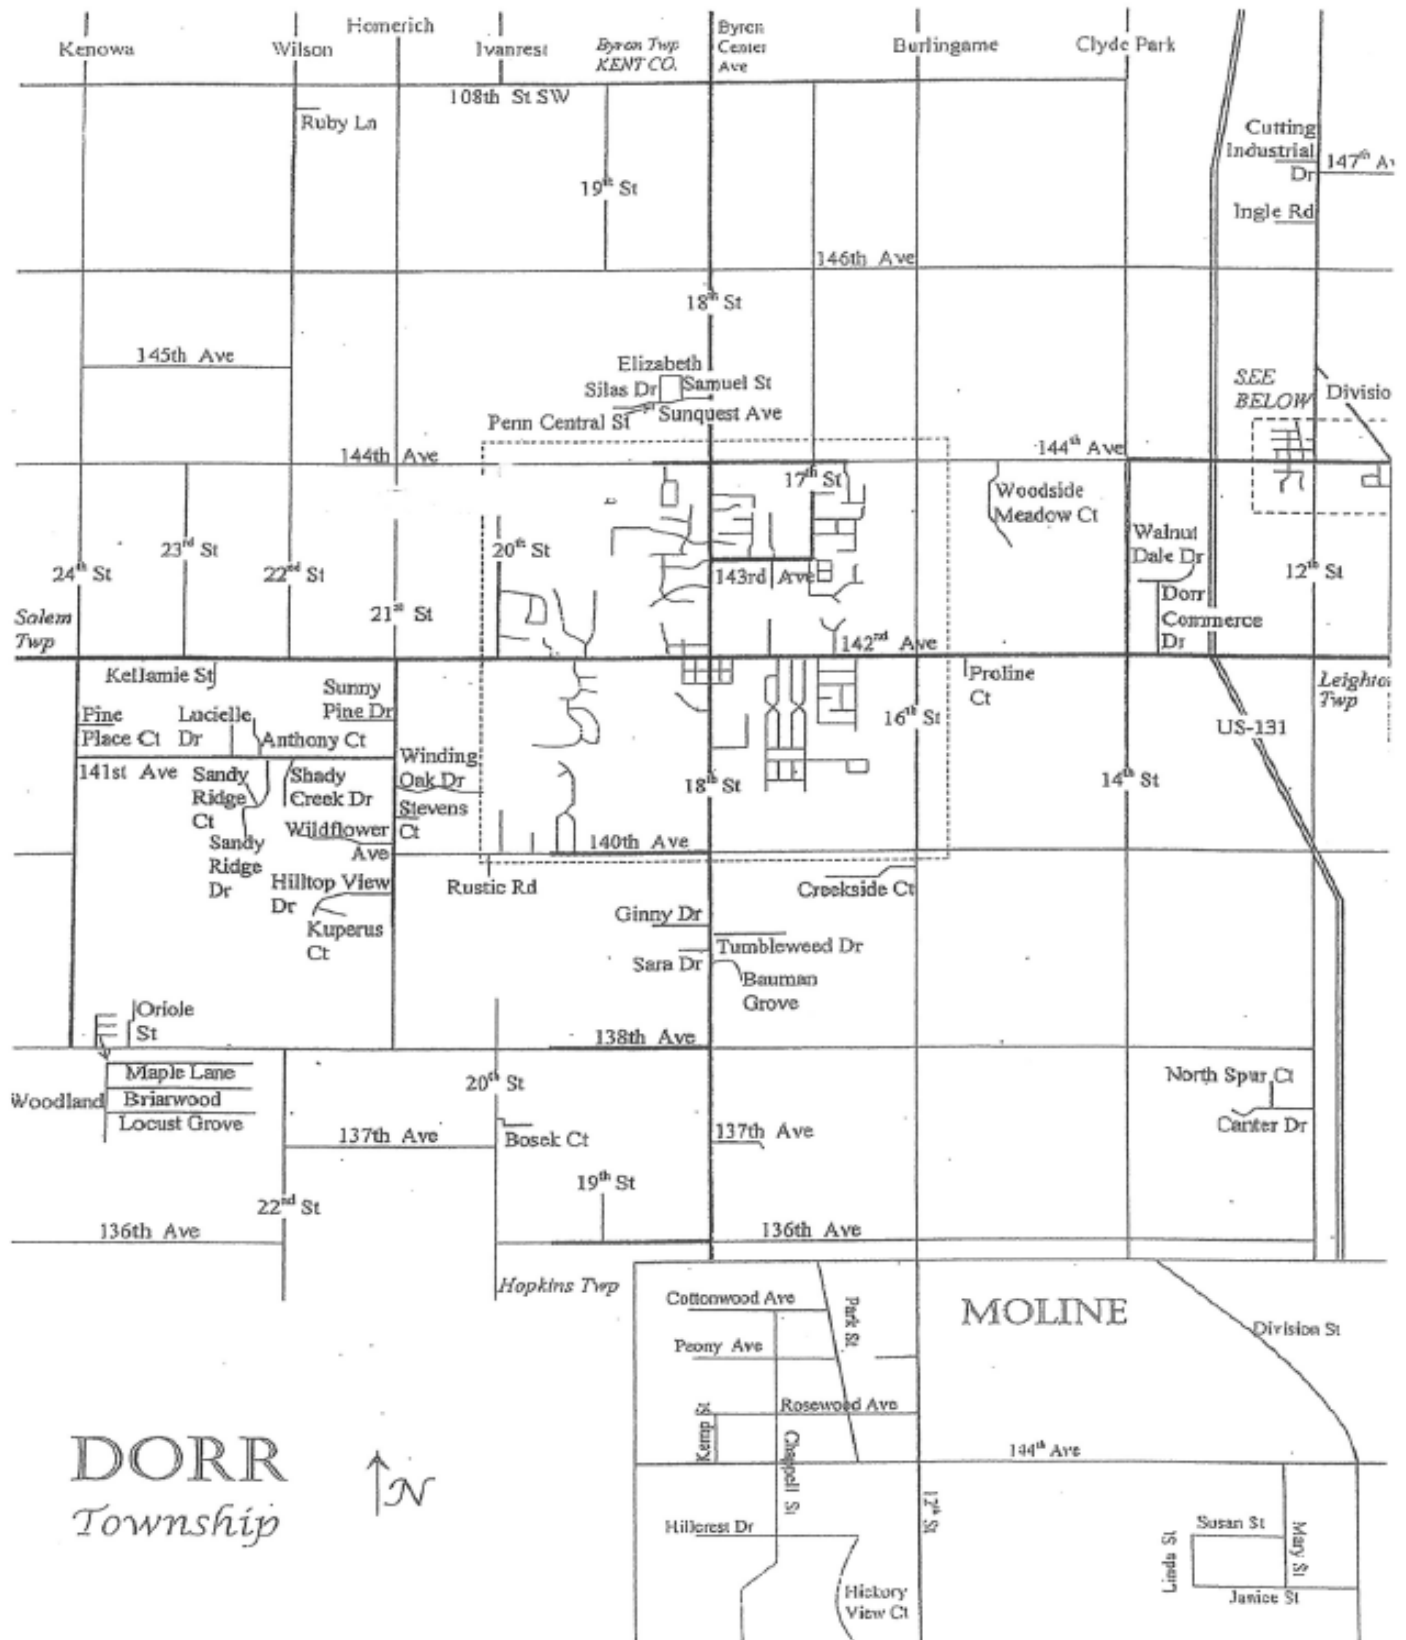 Homerich
Kenowa
Wilson
Ivanrest
Byron Twp
KENT CO.
Byron
Center
Ave
Burlingame
Clyde Park
108th St SW
Ruby Ln
Cutting
Industrial
Dr
147th Av
19th St
Ingle Rd
146th Ave
18th St
145th Ave
Elizabeth
Silas Dr
Samuel St
Penn Central St
Sunquest Ave
SEE
BELOW
Divisio
144th Ave
144th Ave
17th St
Woodside
Meadow Ct
Walnut
Dale Dr
23rd St
20th St
24th St
22nd St
143rd Ave
12th St
21st St
Dorr
Commerce
Dr
Salem
Twp
142nd Ave
Kellamie St
Sunny
Pine Dr
Proline
Ct
Leighto
Twp
Pine
Place Ct
Lucielle
Dr
Anthony Ct
16th St
US-131
141st Ave
Sandy
Ridge
Ct
Shady
Creek Dr
Winding
Oak Dr
18th St
14th St
Stevens
Ct
Wildflower
Ave
Sandy
Ridge
Dr
140th Ave
Hilltop View
Dr
Rustic Rd
Creekside Ct
Kuperus
Ct
Ginny Dr
Tumbleweed Dr
Sara Dr
Bauman
Grove
Oriole
St
138th Ave
Maple Lane
Woodland
Briarwood
Locust Grove
20th St
North Spur Ct
Canter Dr
137th Ave
Bosek Ct
137th Ave
19th St
22nd St
136th Ave
136th Ave
Hopkins Twp
Cottonwood Ave
Park St
MOLINE
Division St
Peony Ave
Rosewood Ave
Kemp St
Chappell St
144th Ave
DORR
Township
N
12th St
Hillcrest Dr
Susan St
Linda St
Mary St
Janice St
Hickory
View Ct